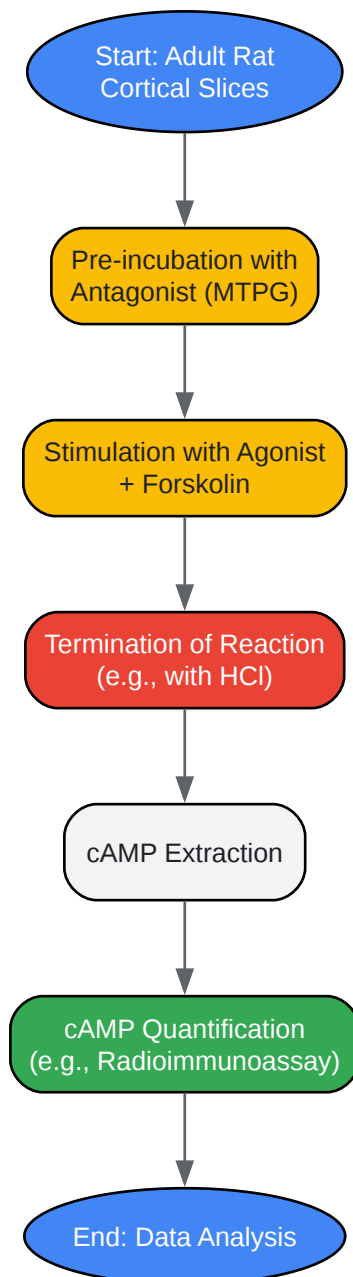 Start: Adult Rat
Cortical Slices
Pre-incubation with
Antagonist (MTPG)
Stimulation with Agonist
+ Forskolin
Termination of Reaction
(e.g., with HCl)
cAMP Extraction
cAMP Quantification
(e.g., Radioimmunoassay)
End: Data Analysis